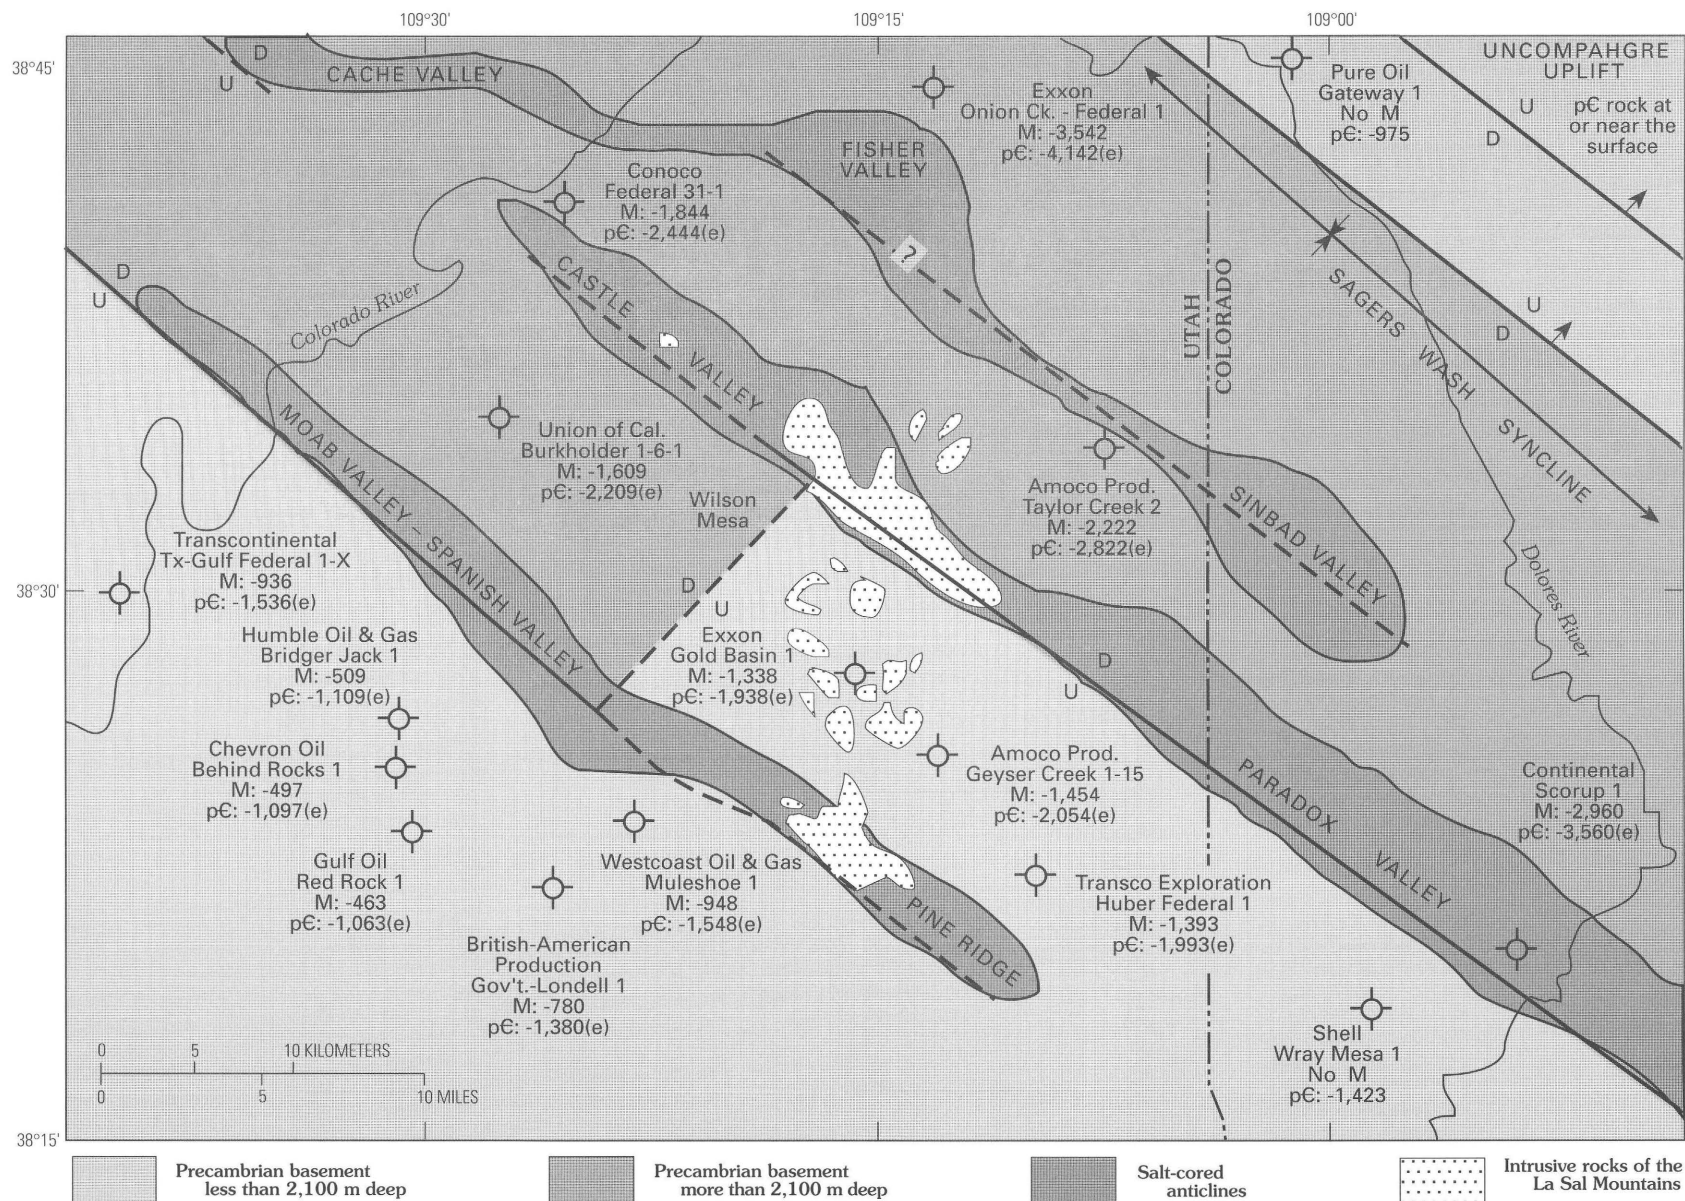 109°30'
109°15'
109°00'
38°45'
38°30'
38°15'
CACHE VALLEY
D
U
FISHER
VALLEY
Exxon
Onion Ck. - Federal 1
M: -3,542
pЄ: -4,142(e)
Pure Oil
Gateway 1
No M
pЄ: -975
UNCOMPAHGRE
UPLIFT
U
D
pЄ rock at
or near the
surface
Conoco
Federal 31-1
M: -1,844
pЄ: -2,444(e)
?
D
U
Colorado River
CASTLE VALLEY
UTAH
COLORADO
SAGERS WASH SYNCLINE
U
D
MOAB VALLEY – SPANISH VALLEY
Union of Cal.
Burkholder 1-6-1
M: -1,609
pЄ: -2,209(e)
Wilson
Mesa
Amoco Prod.
Taylor Creek 2
M: -2,222
pЄ: -2,822(e)
SINBAD VALLEY
Dolores River
Transcontinental
Tx-Gulf Federal 1-X
M: -936
pЄ: -1,536(e)
D
U
Humble Oil & Gas
Bridger Jack 1
M: -509
pЄ: -1,109(e)
Exxon
Gold Basin 1
M: -1,338
pЄ: -1,938(e)
D
U
Chevron Oil
Behind Rocks 1
M: -497
pЄ: -1,097(e)
Amoco Prod.
Geyser Creek 1-15
M: -1,454
pЄ: -2,054(e)
PARADOX VALLEY
Continental
Scorup 1
M: -2,960
pЄ: -3,560(e)
Gulf Oil
Red Rock 1
M: -463
pЄ: -1,063(e)
Westcoast Oil & Gas
Muleshoe 1
M: -948
pЄ: -1,548(e)
PINE RIDGE
Transco Exploration
Huber Federal 1
M: -1,393
pЄ: -1,993(e)
British-American
Production
Gov't.-Londell 1
M: -780
pЄ: -1,380(e)
Shell
Wray Mesa 1
No M
pЄ: -1,423
0 5 10 KILOMETERS
0 5 10 MILES
Precambrian basement
less than 2,100 m deep
Precambrian basement
more than 2,100 m deep
Salt-cored
anticlines
Intrusive rocks of the
La Sal Mountains